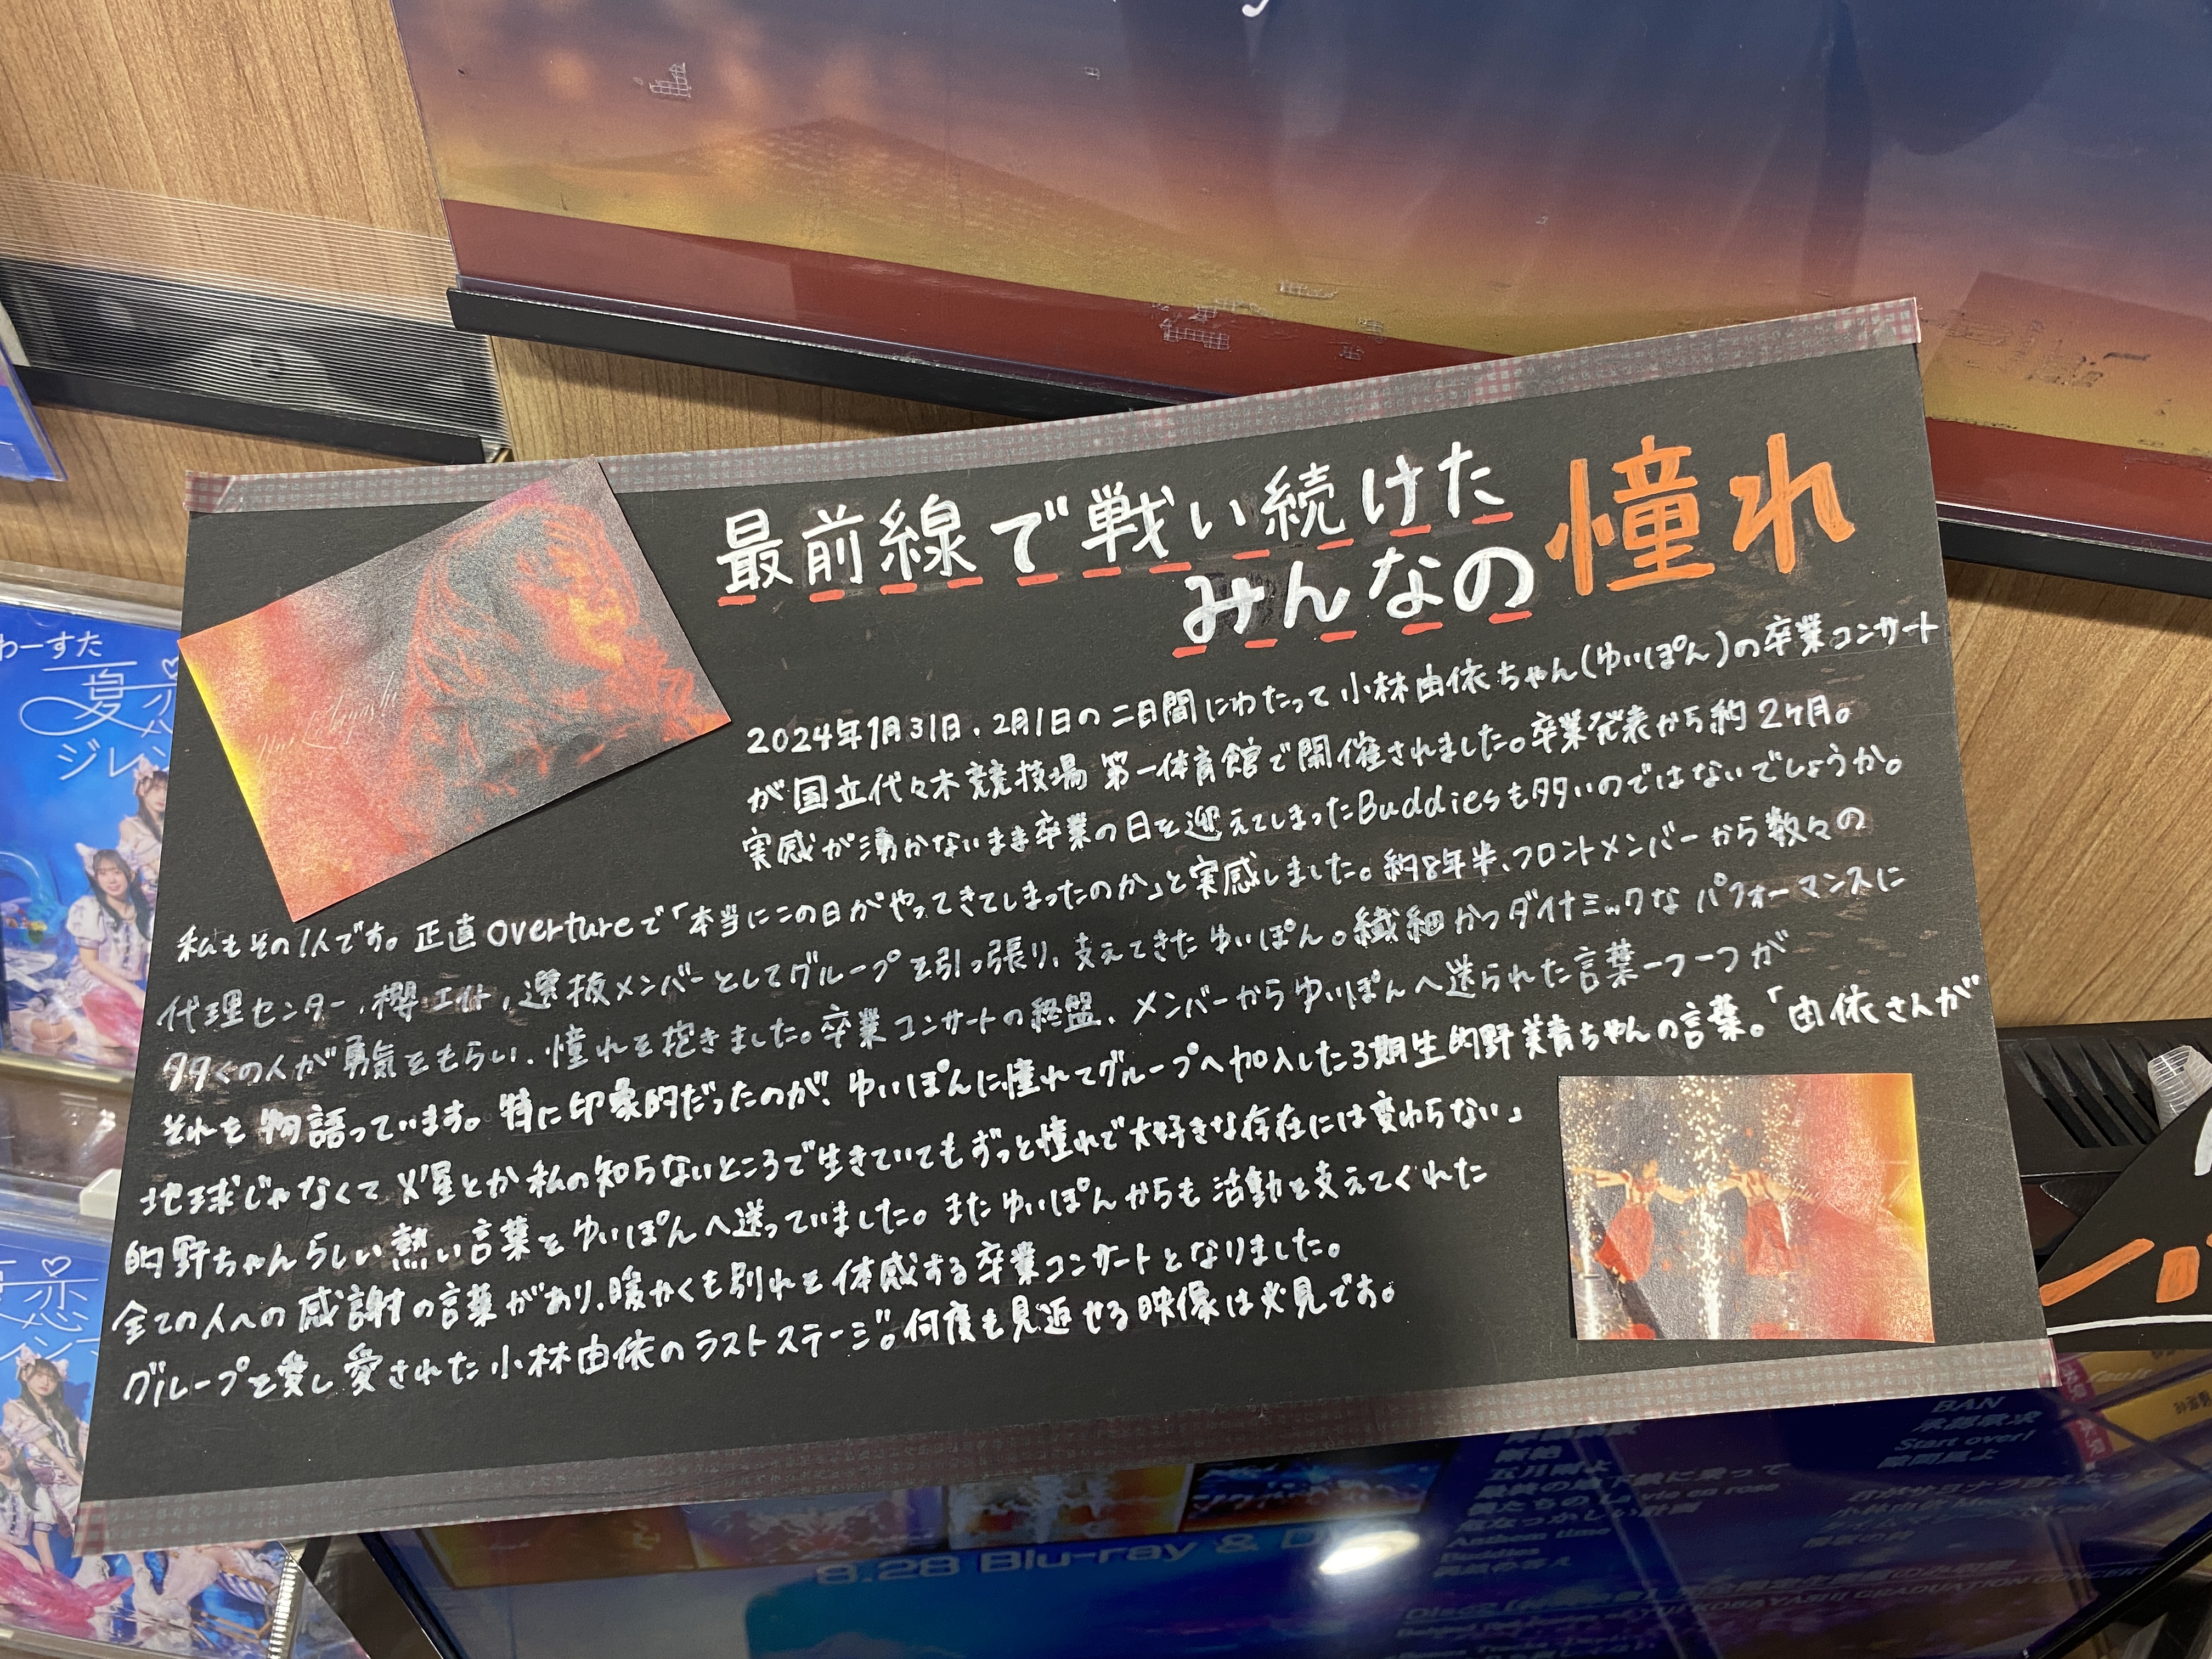 最前線で戦い続けた
みんなの憧れ
2024年1月31日、2月1日の二日間にわたって小林由依ちゃん(ゆいぽん)の卒業コンサート
が国立代々木競技場 第一体育館で開催されました。卒業発表から約2ケ月。
実感が湧かないまま卒業の日を迎えてしまったBuddiesも多いのではないでしょうか。
私もその1人です。正直overtureで「本当にこの日がやってきてしまったのか」と実感しました。約8年半、フロントメンバーから数々の
代理センター、櫻エイト、選抜メンバーとしてグループを引っ張り、支えてきたゆいぽん。繊細かつダイナミックなパフォーマンスに
多くの人が勇気をもらい、憧れを抱きました。卒業コンサートの終盤、メンバーからゆいぽんへ送られた言葉一つ一つが
それを物語っています。特に印象的だったのが、ゆいぽんに憧れてグループへ加入した3期生的野美青ちゃんの言葉。「由依さんが
地球じゃなくて火星とか私の知らないところで生きていてもずっと憧れで大好きな存在には変わらない」
的野ちゃんらしい熱い言葉をゆいぽんへ送っていました。またゆいぽんからも活動を支えてくれた
全ての人への感謝の言葉があり、暖かくも別れを体感する卒業コンサートとなりました。
グループを愛し愛された小林由依のラストステージ。何度も見返せる映像は必見です。
わーすた
夏恋
ジレン
8.28 Blu-ray & D
BAN
承認欲求
Start over!
隙間風よ
五月雨よ
Anthem time
Buddies